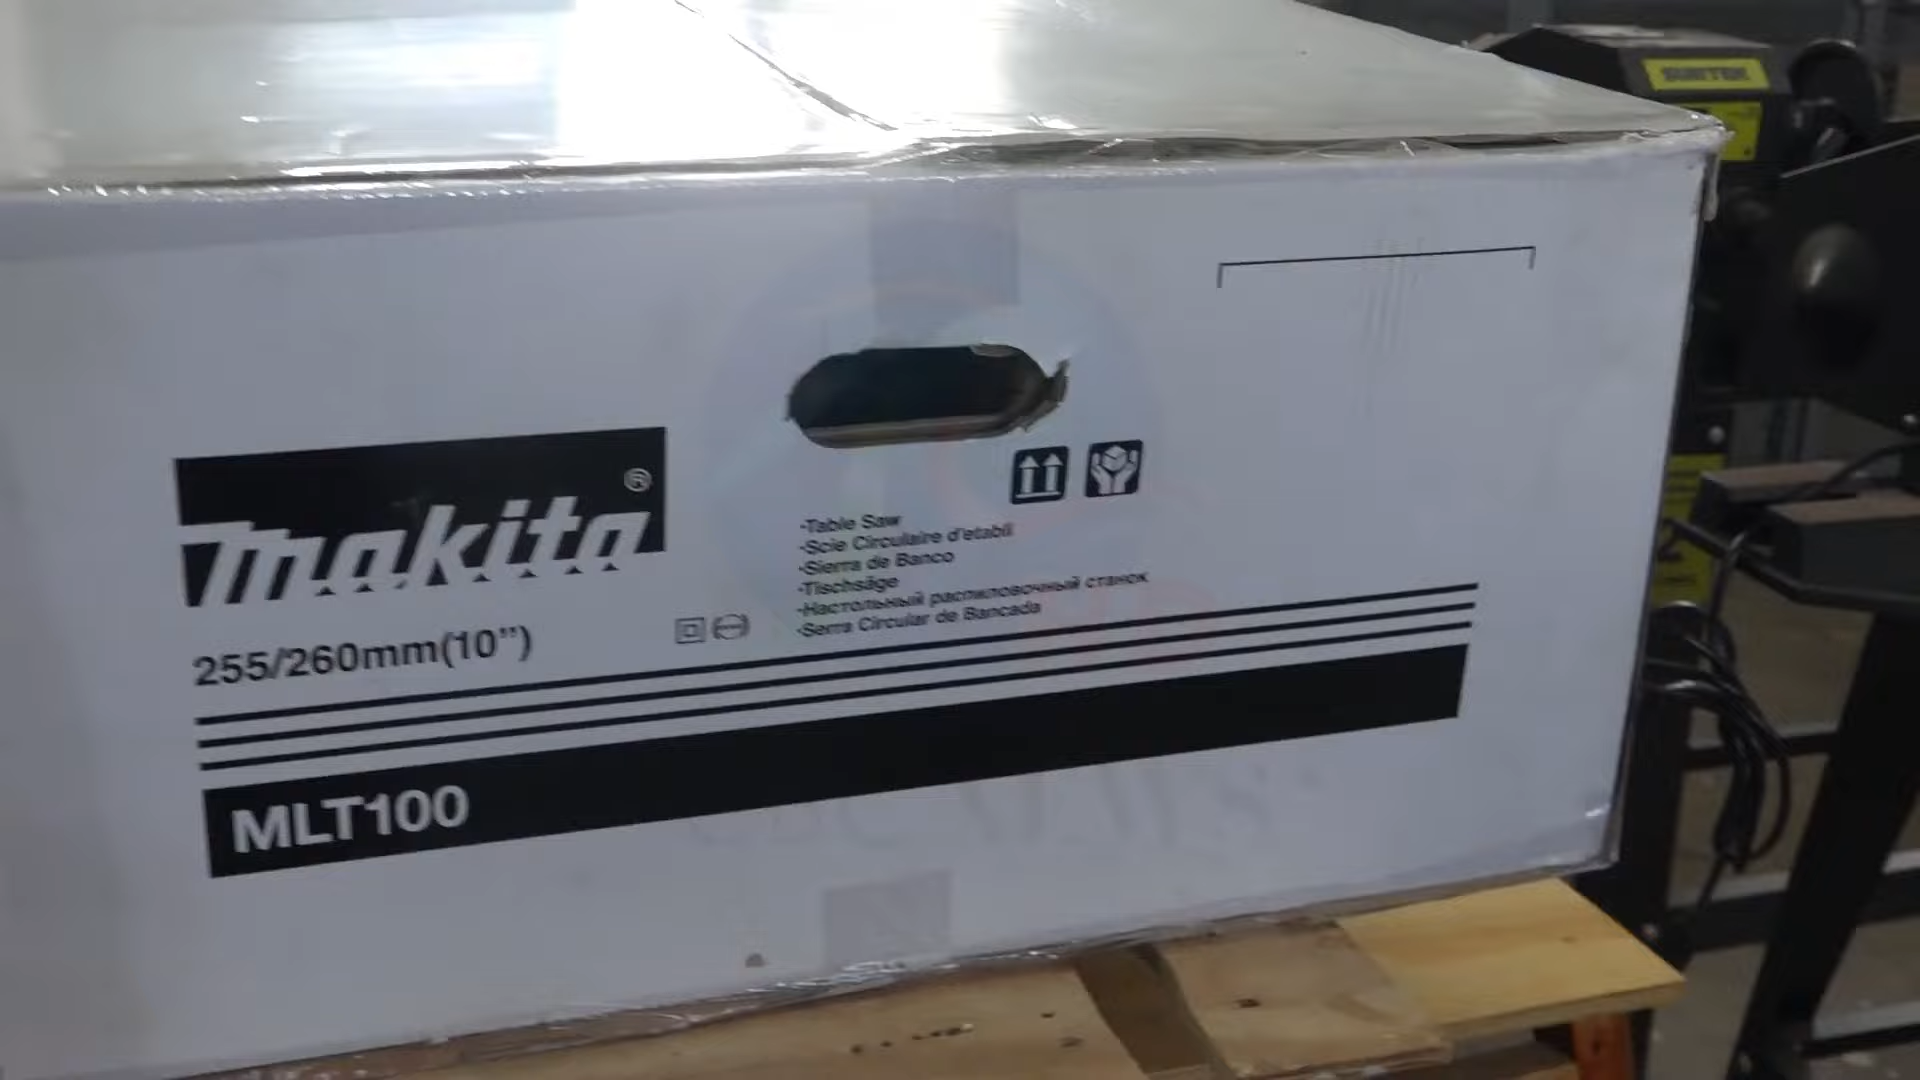 SUNTEK
makita®
·Table Saw
·Scie Circulaire d'etabli
·Sierra de Banco
·Tischsäge
·Настольный распиловочный станок
·Serra Circular de Bancada
255/260mm(10")
MLT100